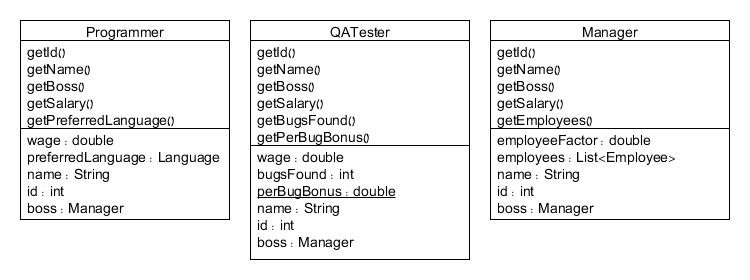 Programmer
getId()
getName()
getBoss()
getSalary()
getPreferredLanguage()
wage : double
preferredLanguage : Language
name : String
id : int
boss : Manager
QATester
getId()
getName()
getBoss()
getSalary()
getBugsFound()
getPerBugBonus()
wage : double
bugsFound : int
perBugBonus : double
name : String
id : int
boss : Manager
Manager
getId()
getName()
getBoss()
getSalary()
getEmployees()
employeeFactor : double
employees : List<Employee>
name : String
id : int
boss : Manager